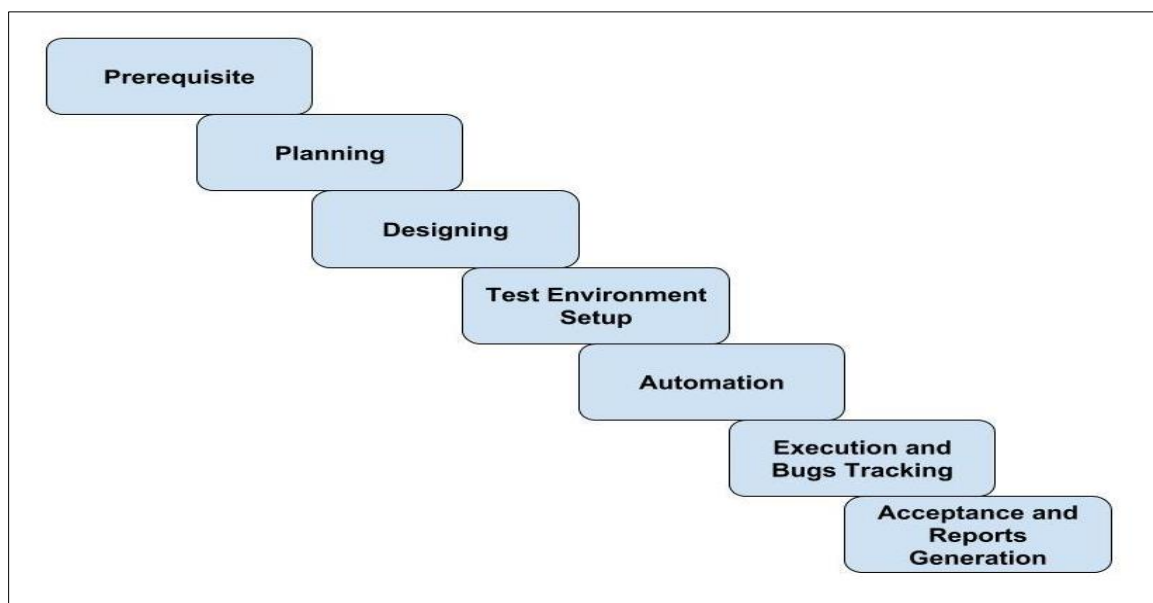 Prerequisite
Planning
Designing
Test Environment
Setup
Automation
Execution and
Bugs Tracking
Acceptance and
Reports
Generation